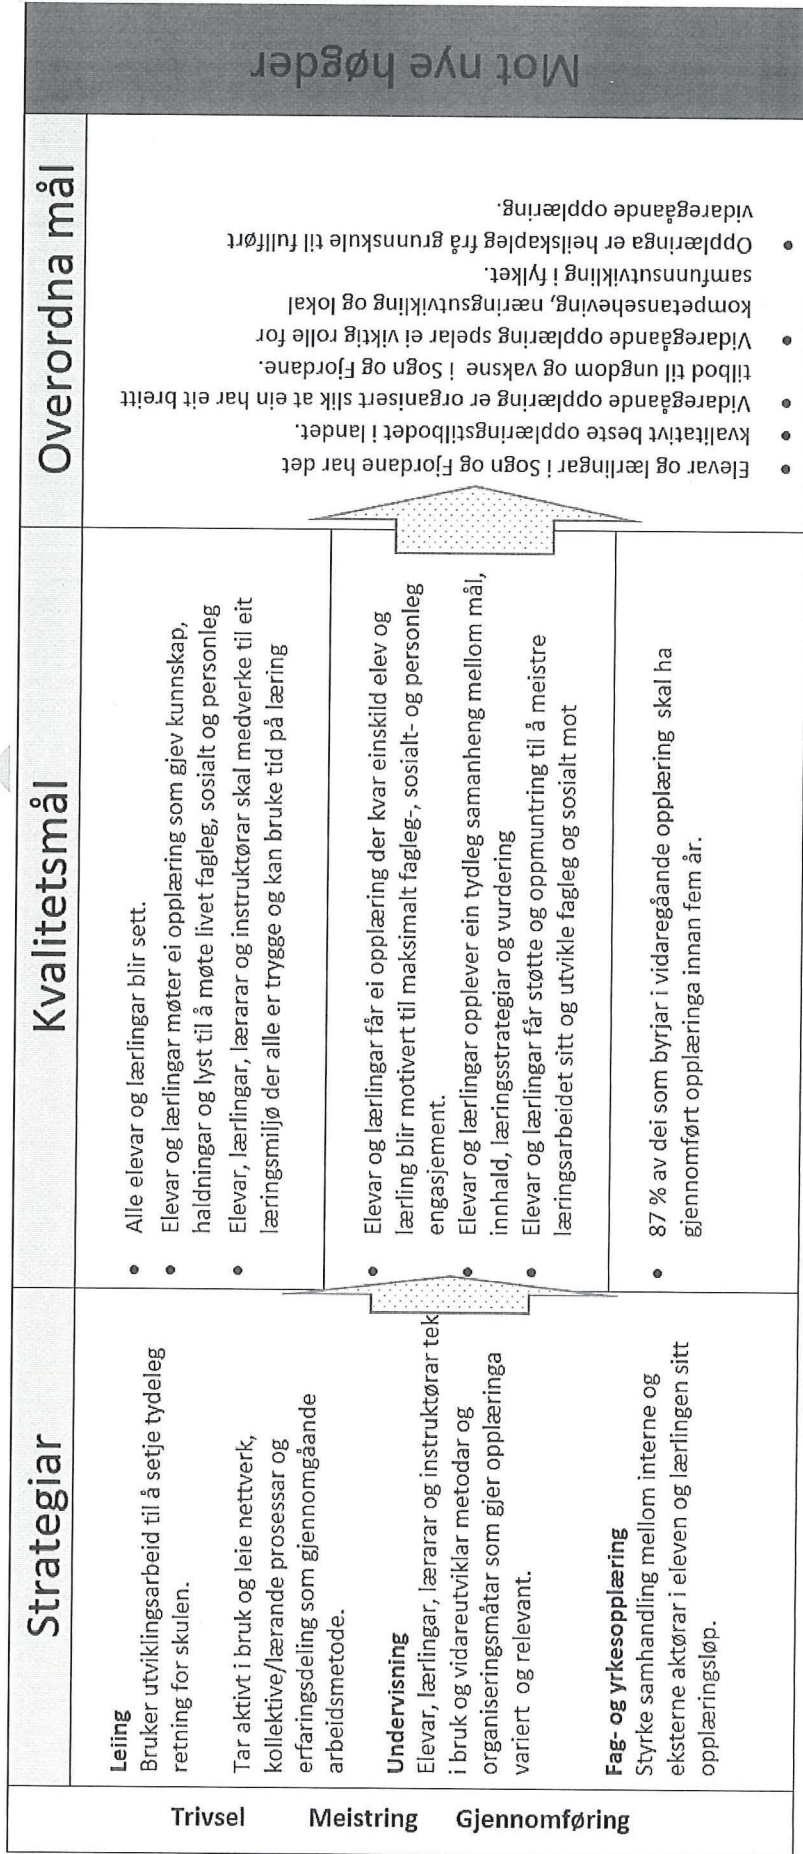 Strategiar
Kvalitetsmål
Overordna mål
Trivsel
Meistring
Gjennomføring
Leiing
Bruker utviklingsarbeid til å setje tydeleg
retning for skulen.
Tar aktivt i bruk og leie nettverk,
kollektive/lærande prosessar og
erfaringsdeling som gjennomgåande
arbeidsmetode.
Undervisning
Elevar, lærlingar, lærarar og instruktørar tek
i bruk og vidareutviklar metodar og
organiseringsmåtar som gjer opplæringa
variert og relevant.
Fag- og yrkesopplæring
Styrke samhandling mellom interne og
eksterne aktørar i eleven og lærlingen sitt
opplæringsløp.
• Alle elevar og lærlingar blir sett.
• Elevar og lærlingar møter ei opplæring som gjev kunnskap,
haldningar og lyst til å møte livet fagleg, sosialt og personleg
• Elevar, lærlingar, lærarar og instruktørar skal medverke til eit
læringsmiljø der alle er trygge og kan bruke tid på læring
• Elevar og lærlingar får ei opplæring der kvar einskild elev og
lærling blir motivert til maksimalt fagleg-, sosialt- og personleg
engasjement.
• Elevar og lærlingar opplever ein tydleg samanheng mellom mål,
innhald, læringsstrategiar og vurdering
• Elevar og lærlingar får støtte og oppmuntring til å meistre
læringsarbeidet sitt og utvikle fagleg og sosialt mot
• 87 % av dei som byrjar i vidaregåande opplæring skal ha
gjennomført opplæringa innan fem år.
• Elevar og lærlingar i Sogn og Fjordane har det
kvalitativt beste opplæringstilbodet i landet.
• Vidaregåande opplæring er organisert slik at ein har eit breitt
tilbod til ungdom og vaksne i Sogn og Fjordane.
• Vidaregåande opplæring spelar ei viktig rolle for
kompetanseheving, næringsutvikling og lokal
samfunnsutvikling i fylket.
• Opplæringa er heilskapleg frå grunnskule til fullført
vidaregåande opplæring.
Mot nye høgder